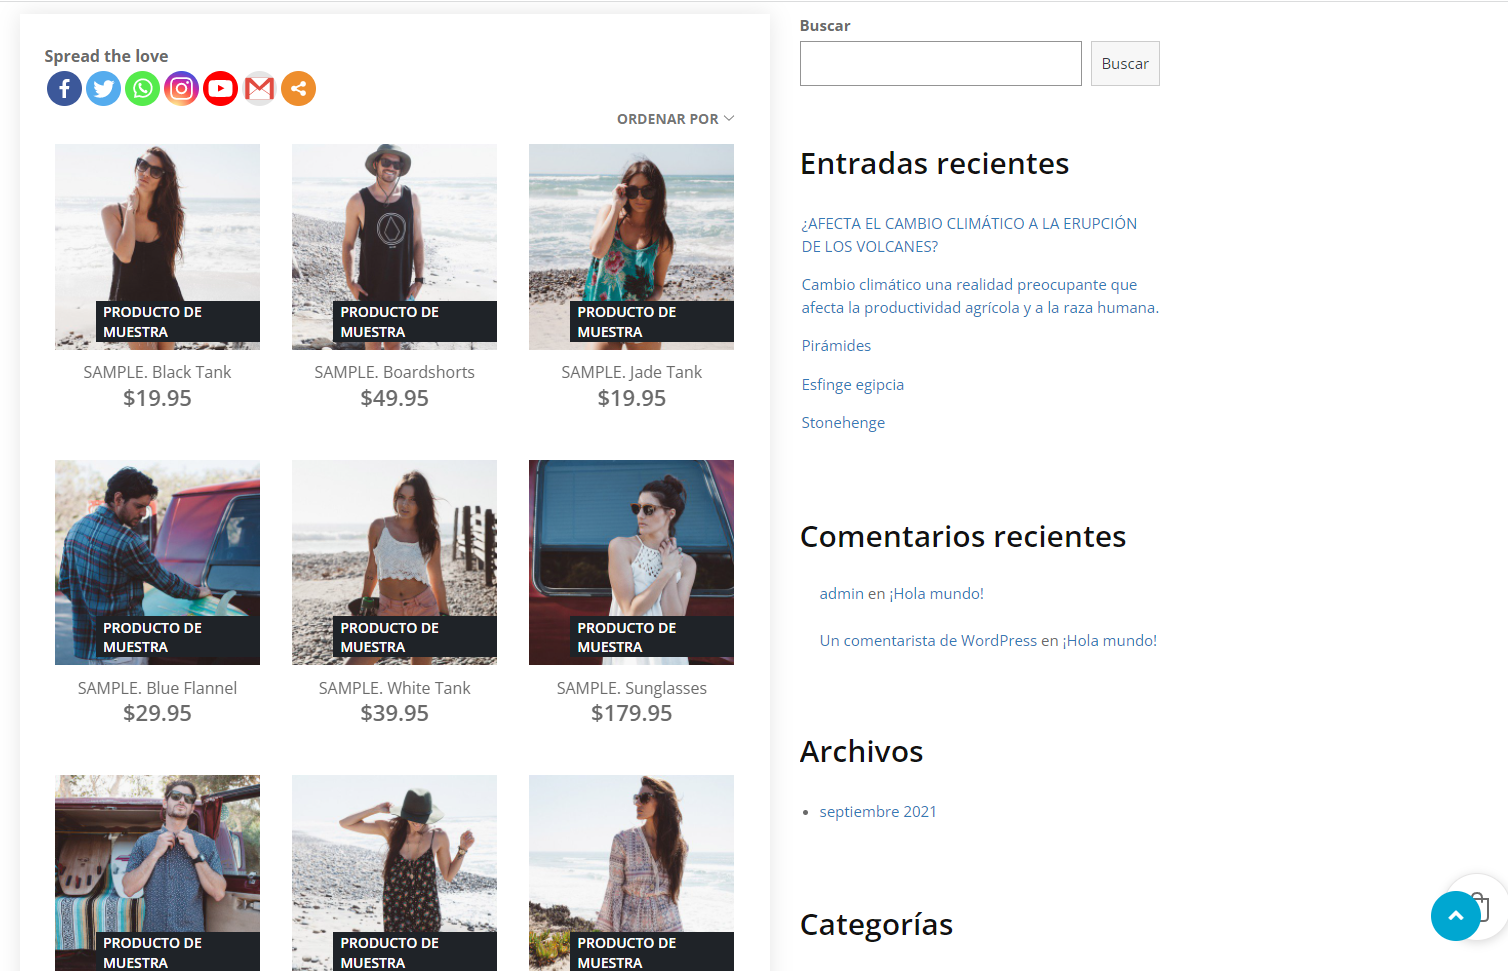 Spread the love
ORDENAR POR
PRODUCTO DE
MUESTRA
SAMPLE. Black Tank
$19.95
PRODUCTO DE
MUESTRA
SAMPLE. Boardshorts
$49.95
PRODUCTO DE
MUESTRA
SAMPLE. Jade Tank
$19.95
PRODUCTO DE
MUESTRA
SAMPLE. Blue Flannel
$29.95
PRODUCTO DE
MUESTRA
SAMPLE. White Tank
$39.95
PRODUCTO DE
MUESTRA
SAMPLE. Sunglasses
$179.95
PRODUCTO DE
MUESTRA
PRODUCTO DE
MUESTRA
PRODUCTO DE
MUESTRA
Buscar
Buscar
Entradas recientes
¿AFECTA EL CAMBIO CLIMÁTICO A LA ERUPCIÓN
DE LOS VOLCANES?
Cambio climático una realidad preocupante que
afecta la productividad agrícola y a la raza humana.
Pirámides
Esfinge egipcia
Stonehenge
Comentarios recientes
admin en ¡Hola mundo!
Un comentarista de WordPress en ¡Hola mundo!
Archivos
septiembre 2021
Categorías